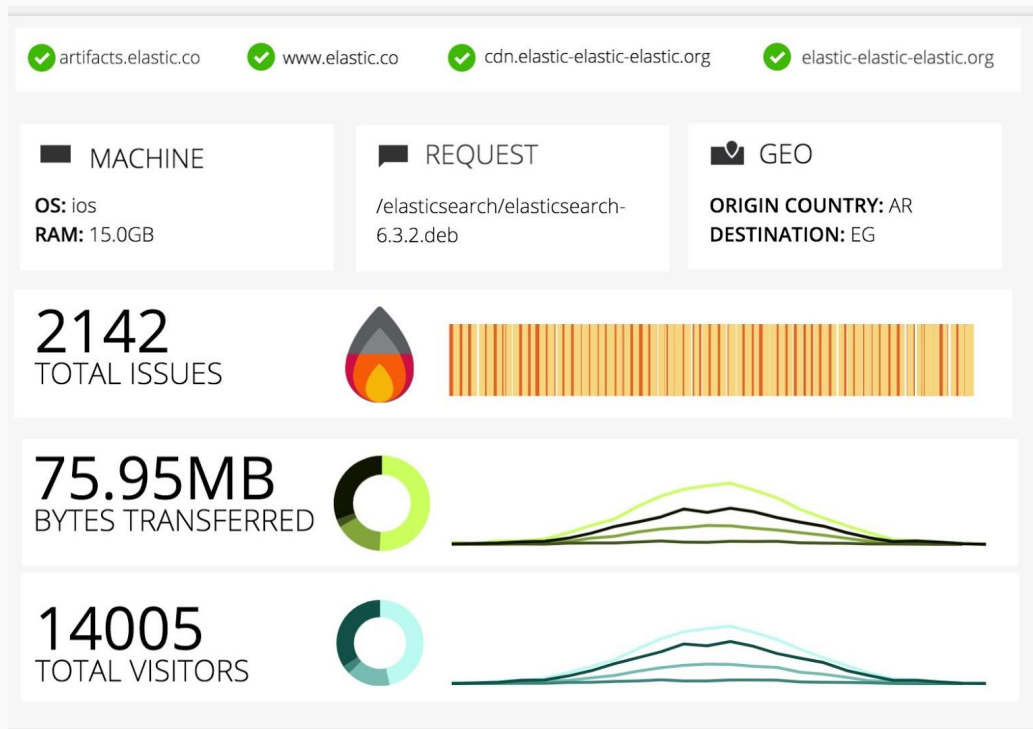 artifacts.elastic.co
www.elastic.co
cdn.elastic-elastic-elastic.org
elastic-elastic-elastic.org
MACHINE
OS: ios
RAM: 15.0GB
REQUEST
/elasticsearch/elasticsearch-
6.3.2.deb
GEO
ORIGIN COUNTRY: AR
DESTINATION: EG
2142
TOTAL ISSUES
75.95MB
BYTES TRANSFERRED
14005
TOTAL VISITORS